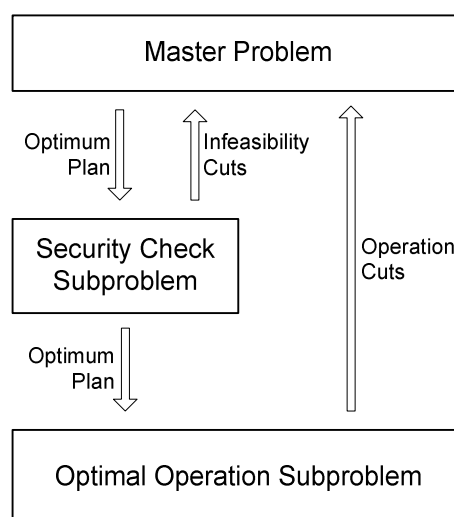 Master Problem
Optimum
Plan
Infeasibility
Cuts
Security Check
Subproblem
Operation
Cuts
Optimum
Plan
Optimal Operation Subproblem